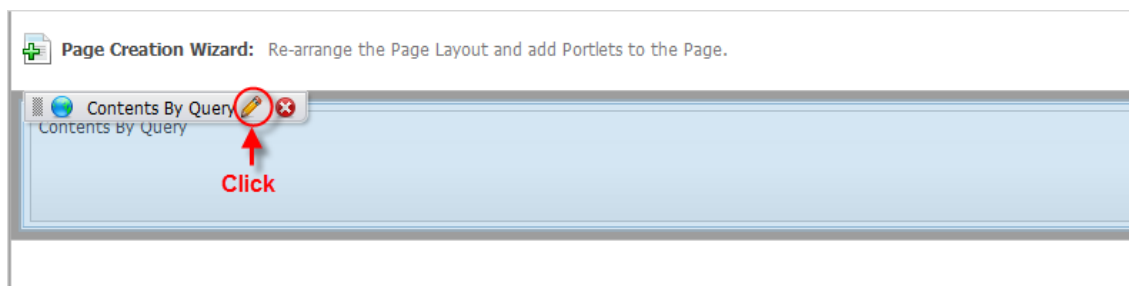 Page Creation Wizard: Re-arrange the Page Layout and add Portlets to the Page.
Contents By Query
Contents By Query
Click